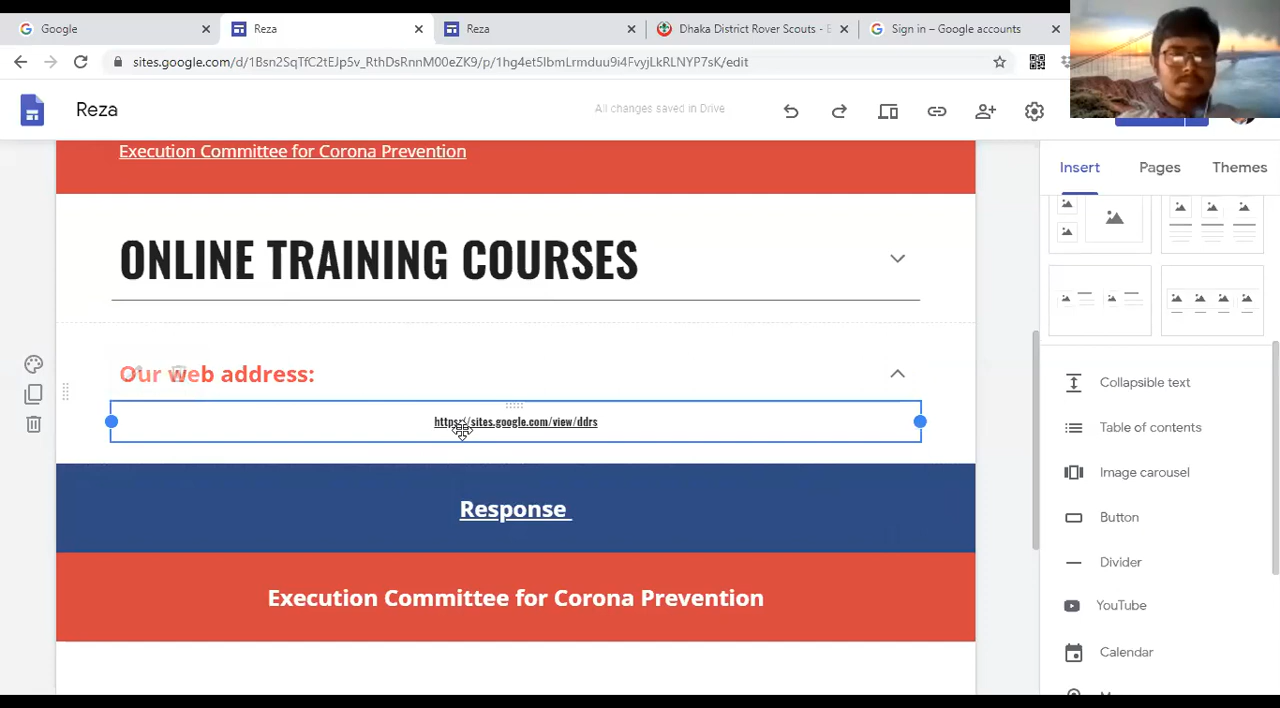 Google
Reza
Reza
Dhaka District Rover Scouts -
Sign in – Google accounts
sites.google.com/d/1Bsn2SqTfC2tEJp5v_RthDsRnnM00eZK9/p/1hg4et5IbmLrmduu9i4FvyjLkRLNYP7sK/edit
Reza
All changes saved in Drive
Execution Committee for Corona Prevention
Insert
Pages
Themes
ONLINE TRAINING COURSES
Our web address:
https://sites.google.com/view/ddrs
Response
Execution Committee for Corona Prevention
Collapsible text
Table of contents
Image carousel
Button
Divider
YouTube
Calendar